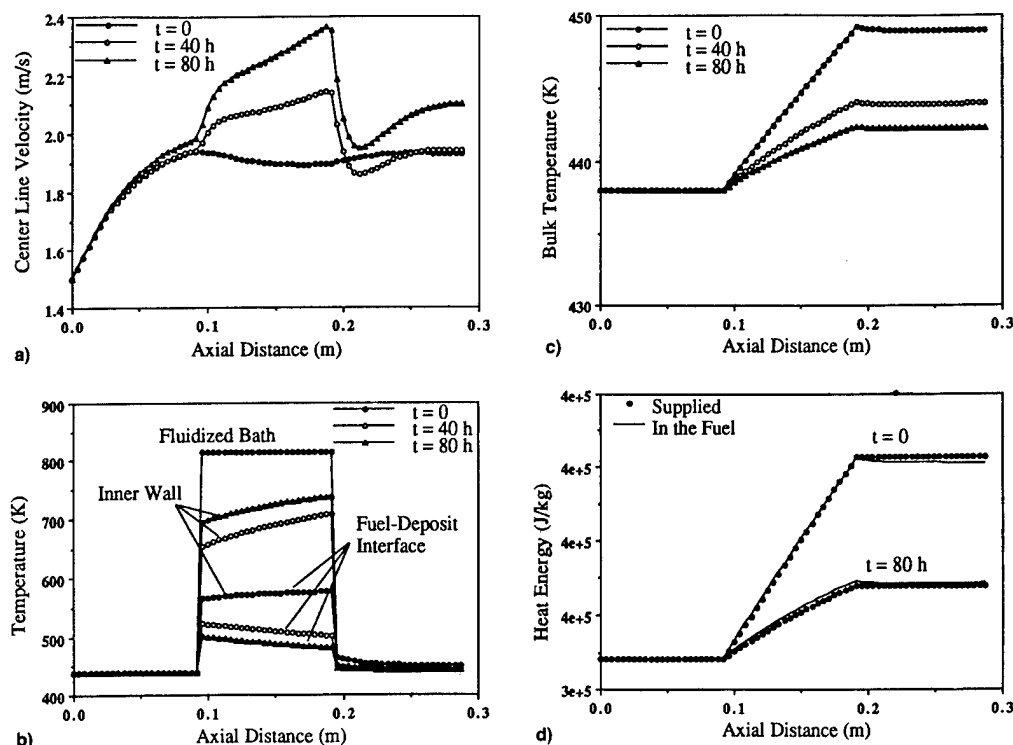 2.4
2.2
2.0
1.8
1.6
1.4
Center Line Velocity (m/s)
t = 0
t = 40 h
t = 80 h
0.0
0.1
0.2
0.3
Axial Distance (m)
a)
450
440
430
Bulk Temperature (K)
t = 0
t = 40 h
t = 80 h
0.0
0.1
0.2
0.3
Axial Distance (m)
c)
900
800
700
600
500
400
Temperature (K)
t = 0
t = 40 h
t = 80 h
Fluidized Bath
Inner Wall
Fuel-Deposit
Interface
0.0
0.1
0.2
0.3
Axial Distance (m)
b)
4e+5
4e+5
4e+5
4e+5
3e+5
Heat Energy (J/kg)
Supplied
In the Fuel
t = 0
t = 80 h
0.0
0.1
0.2
0.3
Axial Distance (m)
d)